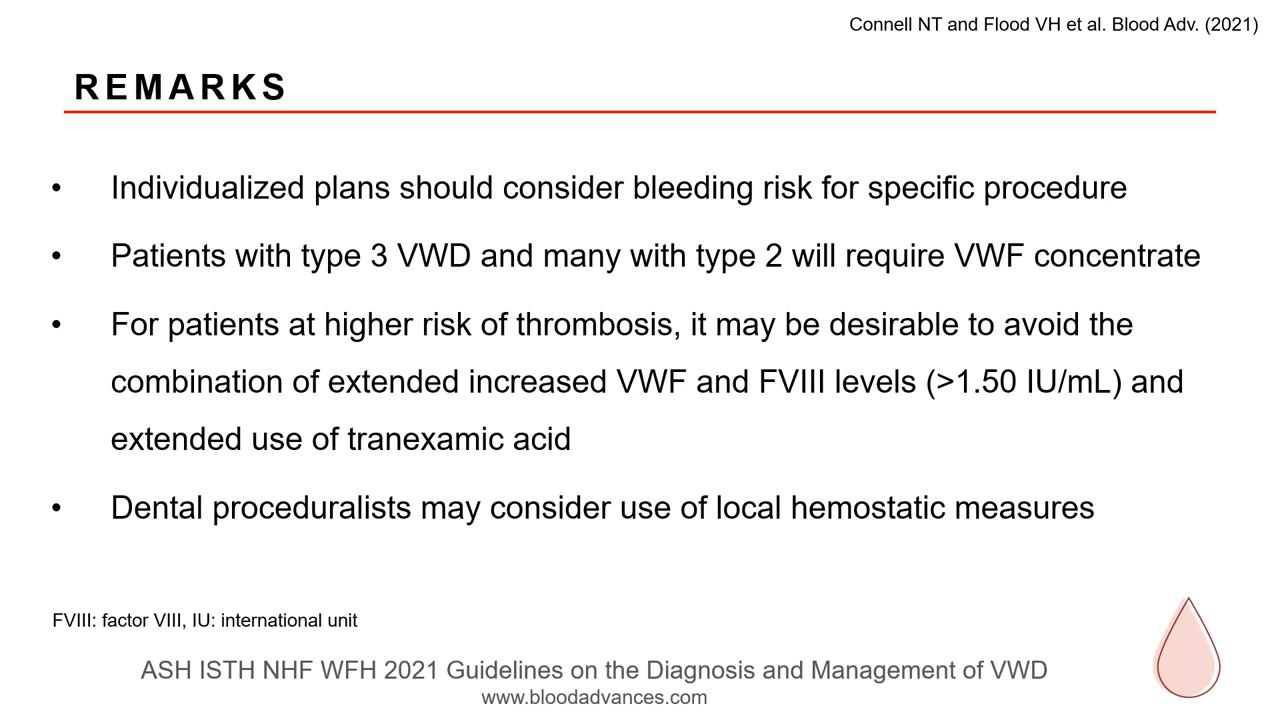 Connell NT and Flood VH et al. Blood Adv. (2021)
REMARKS
• Individualized plans should consider bleeding risk for specific procedure
• Patients with type 3 VWD and many with type 2 will require VWF concentrate
• For patients at higher risk of thrombosis, it may be desirable to avoid the
combination of extended increased VWF and FVIII levels (>1.50 IU/mL) and
extended use of tranexamic acid
• Dental proceduralists may consider use of local hemostatic measures
FVIII: factor VIII, IU: international unit
ASH ISTH NHF WFH 2021 Guidelines on the Diagnosis and Management of VWD
www.bloodadvances.com